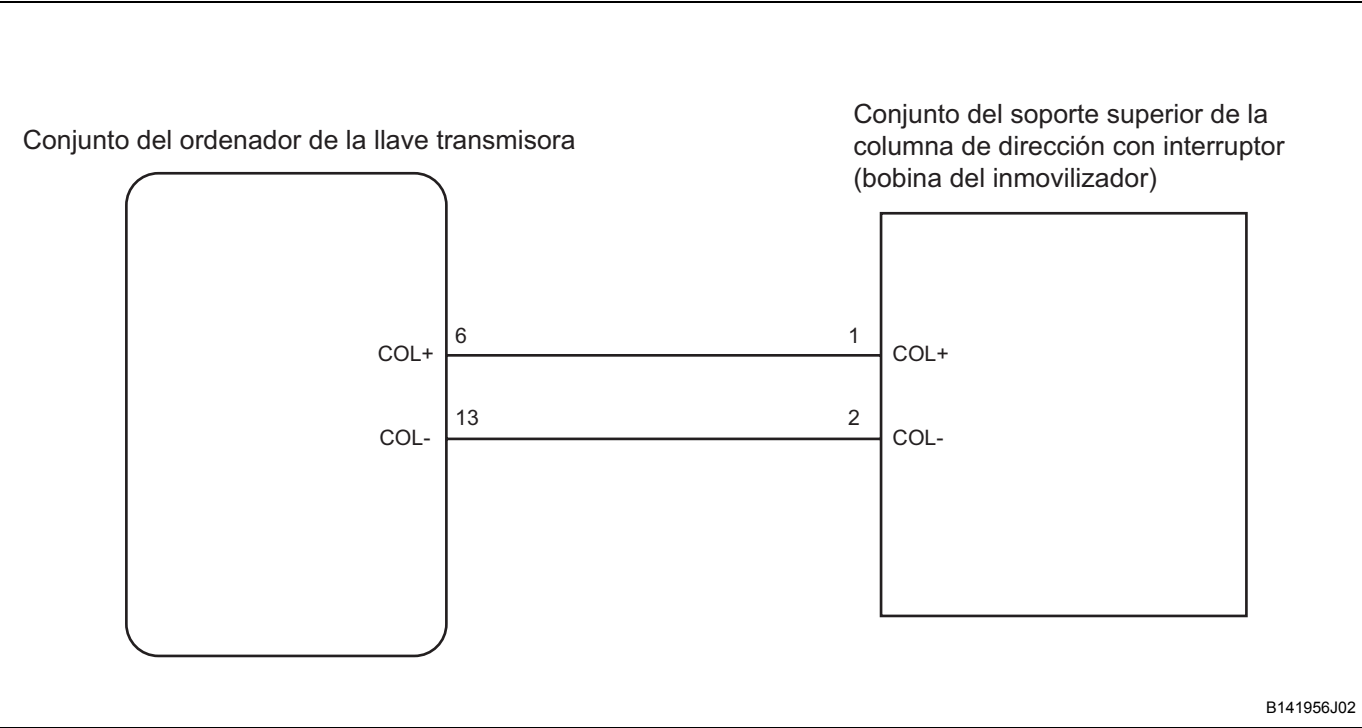 Conjunto del ordenador de la llave transmisora
Conjunto del soporte superior de la
columna de dirección con interruptor
(bobina del inmovilizador)
COL+
6
1
COL+
COL-
13
2
COL-
B141956J02